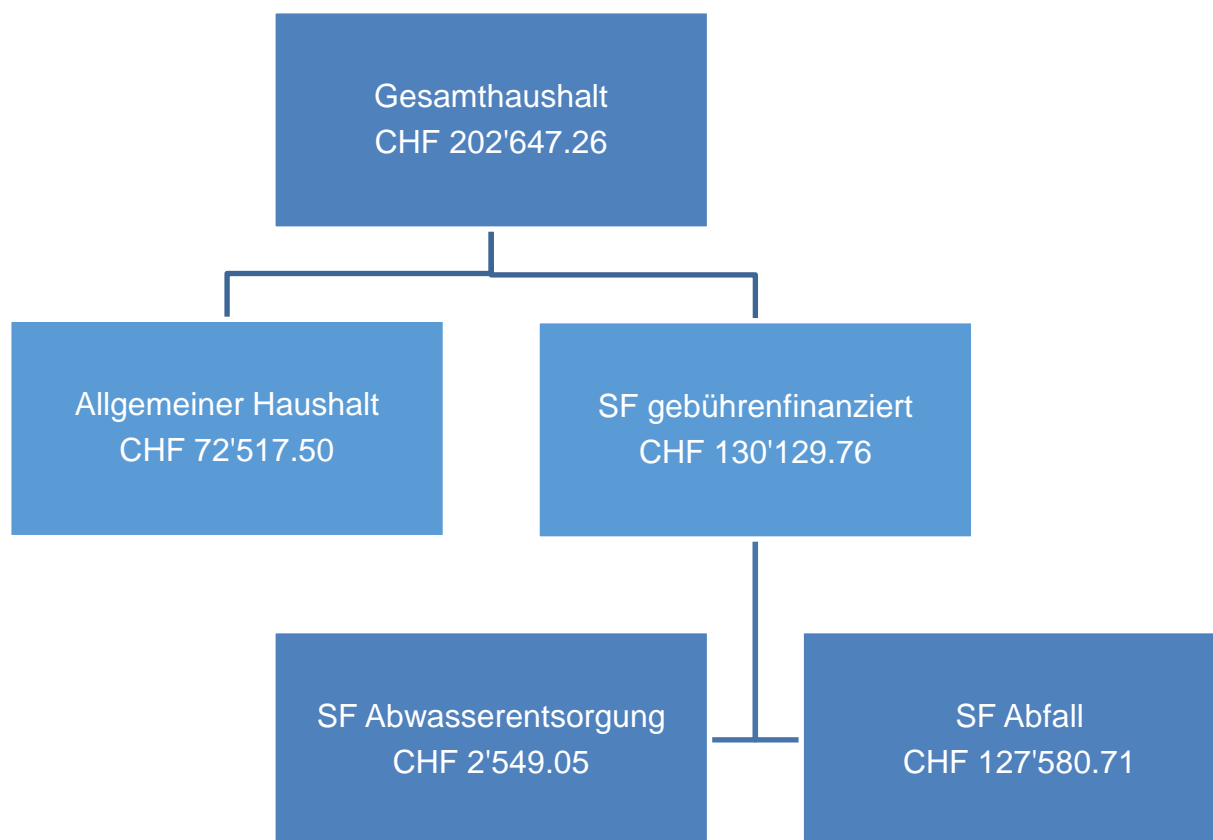 Gesamthaushalt
CHF 202'647.26
Allgemeiner Haushalt
CHF 72'517.50
SF gebührenfinanziert
CHF 130'129.76
SF Abwasserentsorgung
CHF 2'549.05
SF Abfall
CHF 127'580.71